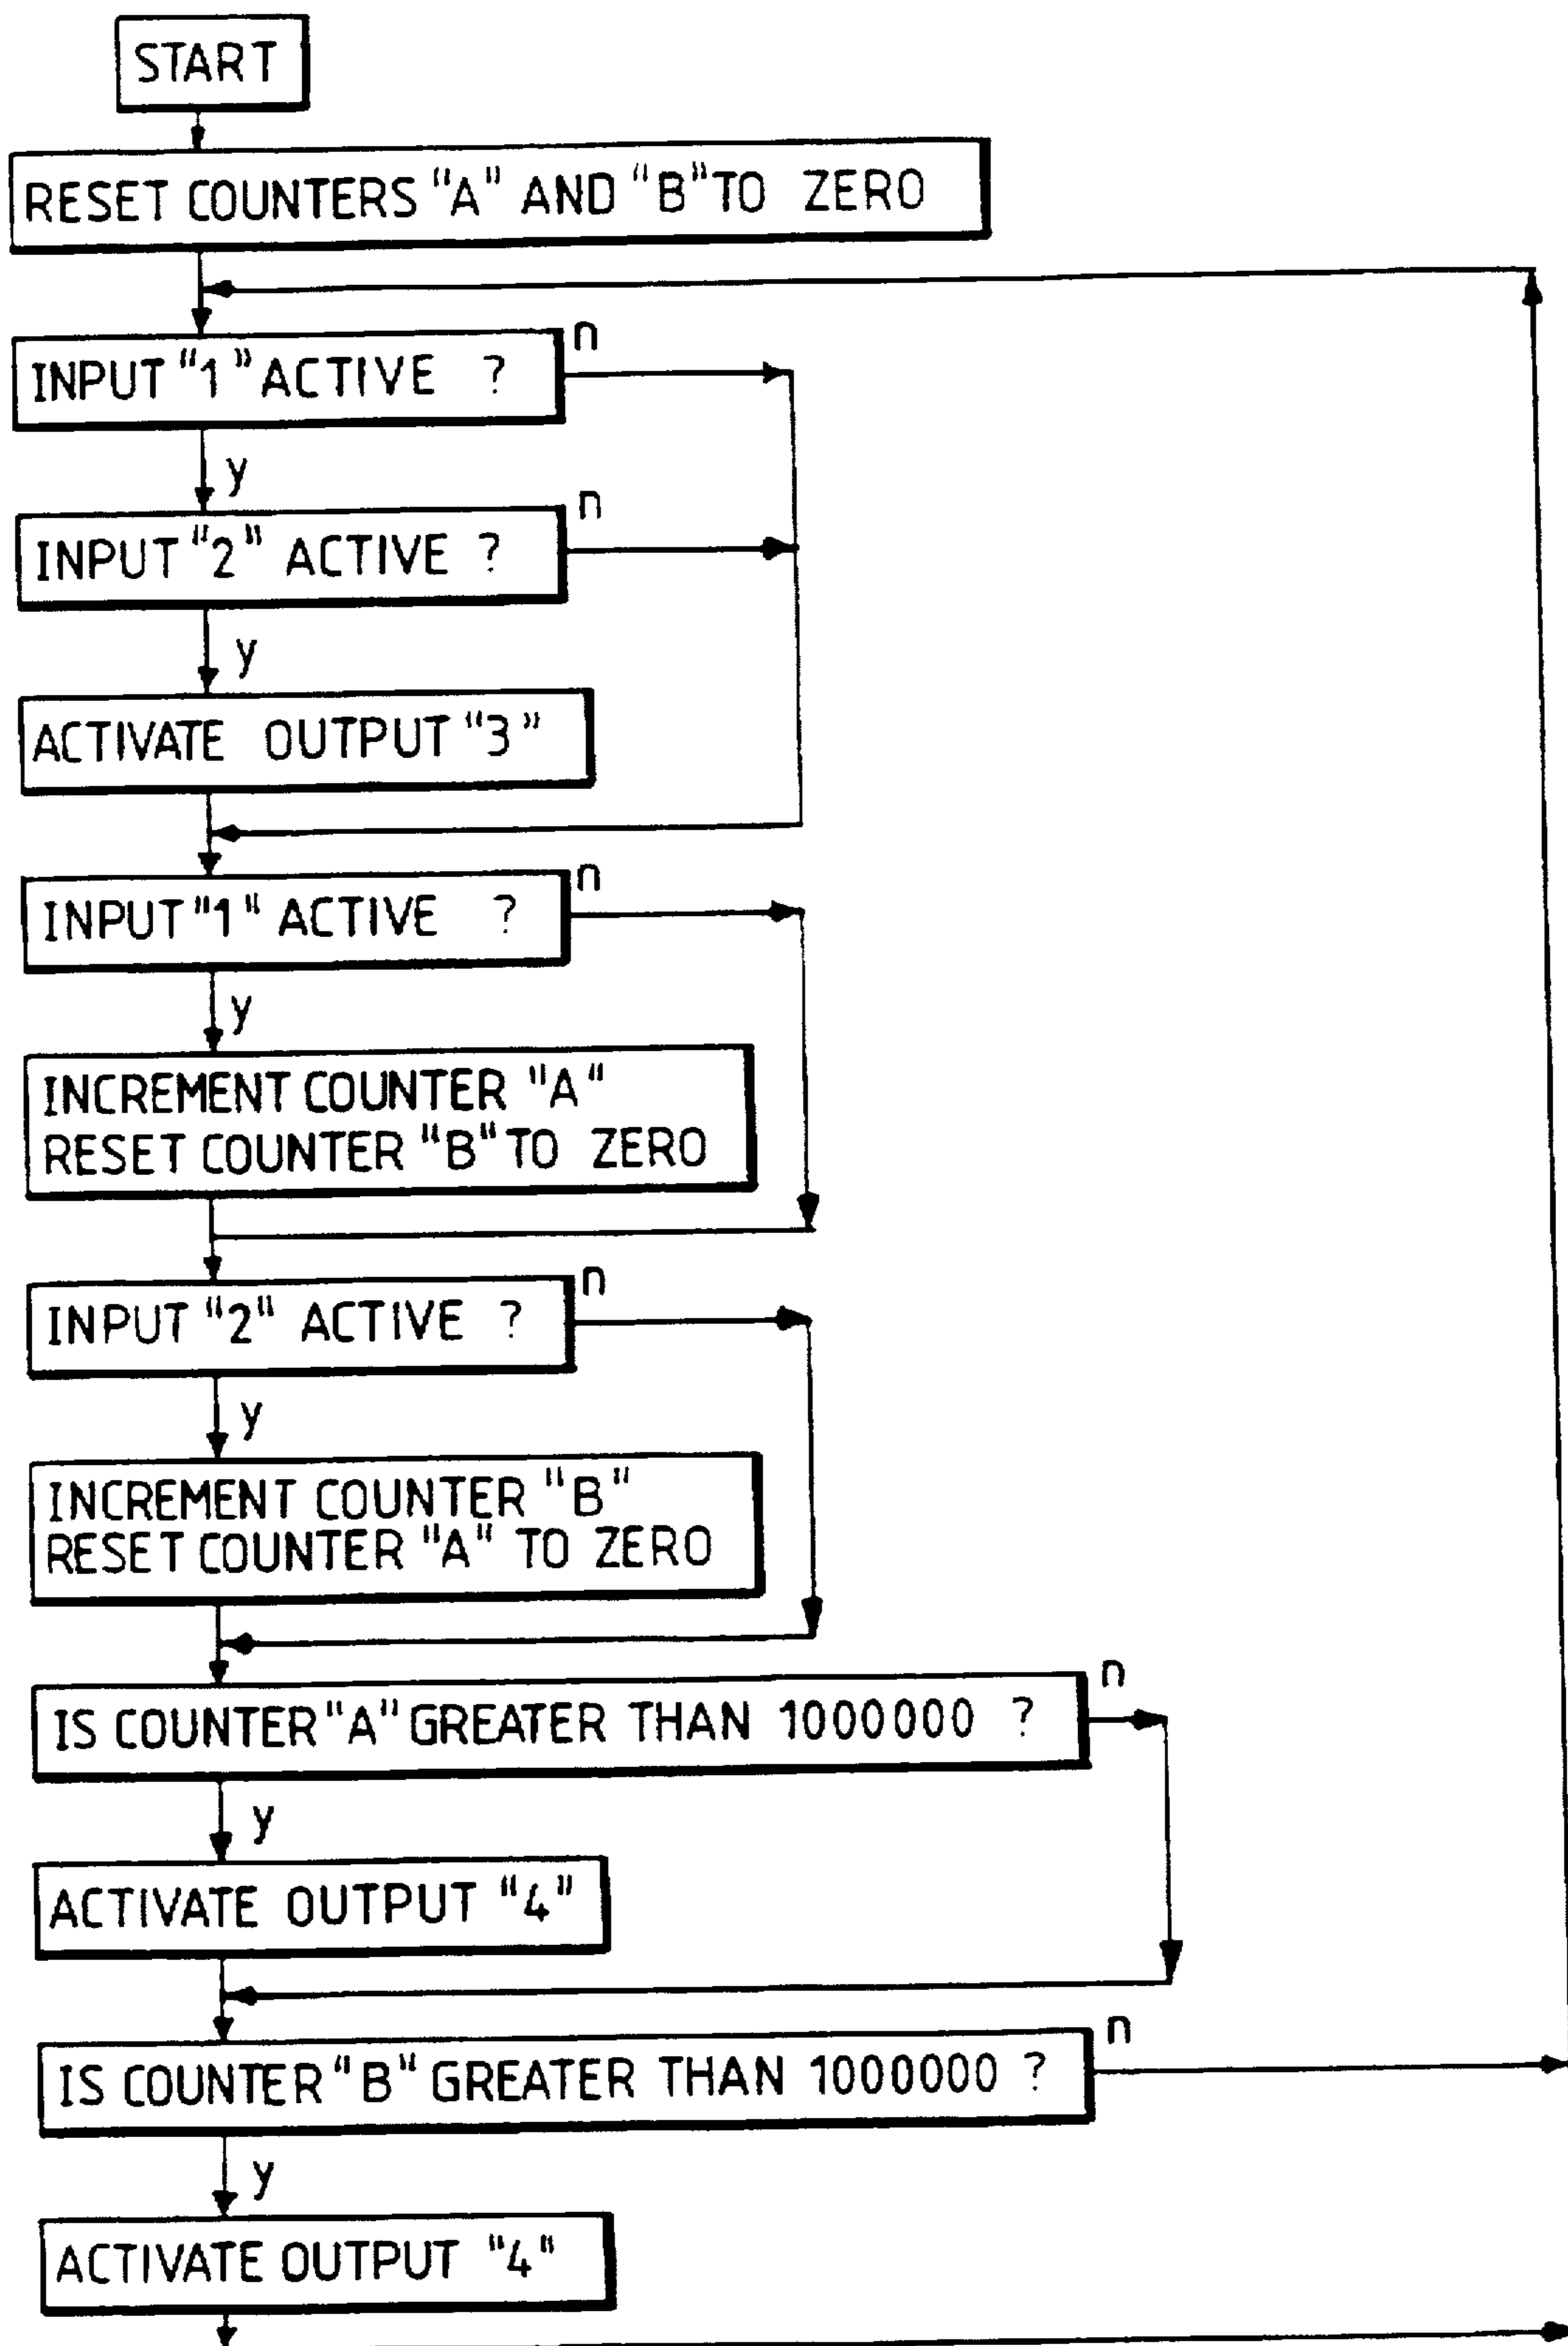 START
RESET COUNTERS "A" AND "B" TO ZERO
INPUT "1" ACTIVE ?
n
y
INPUT "2" ACTIVE ?
n
y
ACTIVATE OUTPUT "3"
INPUT "1" ACTIVE ?
n
y
INCREMENT COUNTER "A"
RESET COUNTER "B" TO ZERO
INPUT "2" ACTIVE ?
n
y
INCREMENT COUNTER "B"
RESET COUNTER "A" TO ZERO
IS COUNTER "A" GREATER THAN 1000000 ?
n
y
ACTIVATE OUTPUT "4"
IS COUNTER "B" GREATER THAN 1000000 ?
n
y
ACTIVATE OUTPUT "4"